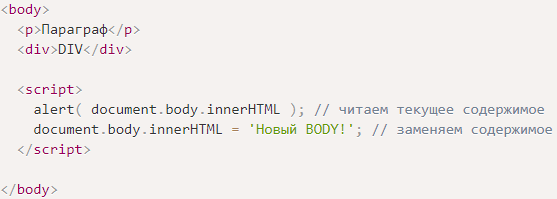 <body>
<p>Параграф</p>
<div>DIV</div>
<script>
alert( document.body.innerHTML ); // читаем текущее содержимое
document.body.innerHTML = 'Новый BODY!'; // заменяем содержимое
</script>
</body>